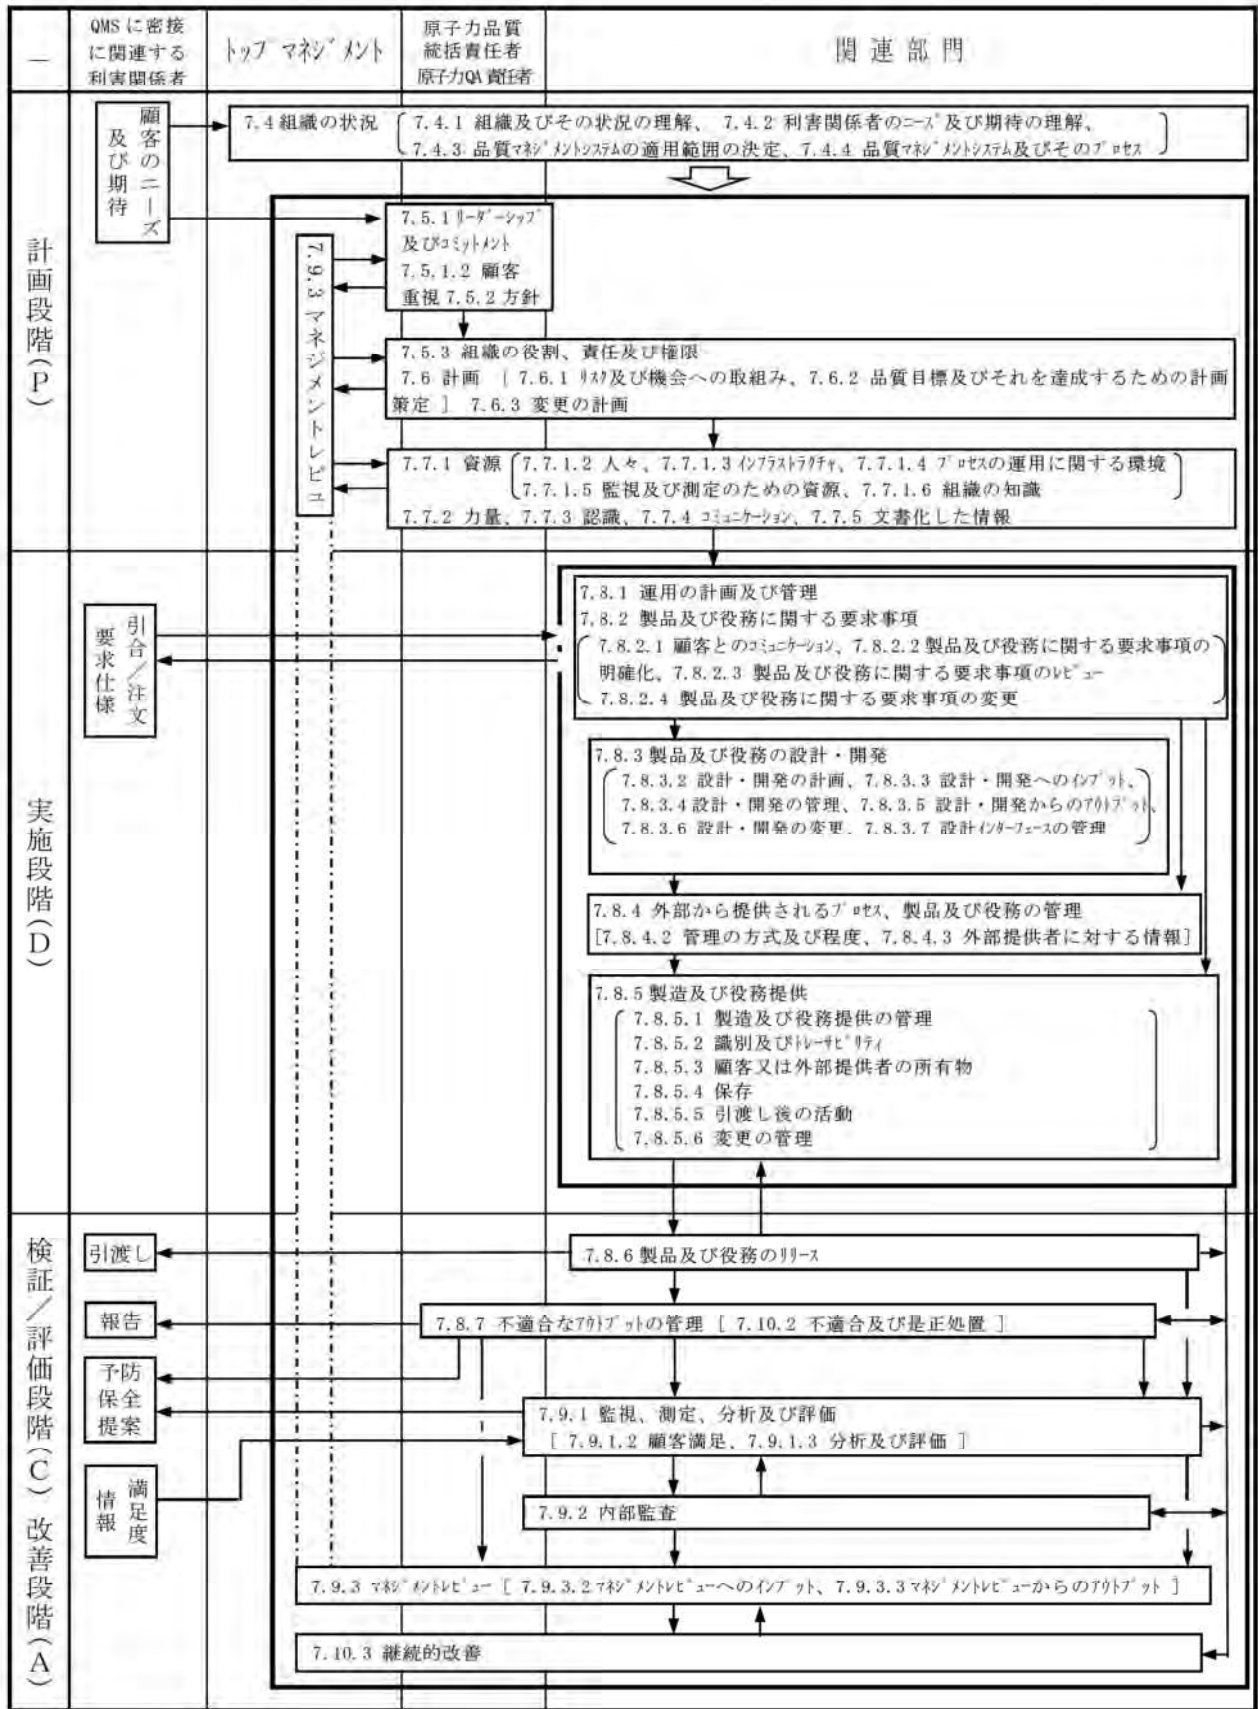 ―
QMS に密接
に関連する
利害関係者
トップマネジメント
原子力品質
統括責任者
原子力QA 責任者
関連部門
計画段階(P)
顧客のニーズ
及び期待
7.4 組織の状況
7.4.1 組織及びその状況の理解、7.4.2 利害関係者のニーズ及び期待の理解、
7.4.3 品質マネジメントシステムの適用範囲の決定、7.4.4 品質マネジメントシステム及びそのプロセス
7.5.1 リーダーシップ
及びコミットメント
7.5.1.2 顧客
重視 7.5.2 方針
7.9.3 マネジメントレビュ
7.5.3 組織の役割、責任及び権限
7.6 計画 [ 7.6.1 リスク及び機会への取組み、7.6.2 品質目標及びそれを達成するための計画
策定 ] 7.6.3 変更の計画
7.7.1 資源
7.7.1.2 人々、7.7.1.3 インフラストラクチャ、7.7.1.4 プロセスの運用に関する環境
7.7.1.5 監視及び測定のための資源、7.7.1.6 組織の知識
7.7.2 力量、7.7.3 認識、7.7.4 コミュニケーション、7.7.5 文書化した情報
実施段階(D)
引合/注文
要求仕様
7.8.1 運用の計画及び管理
7.8.2 製品及び役務に関する要求事項
7.8.2.1 顧客とのコミュニケーション、7.8.2.2 製品及び役務に関する要求事項の
明確化、7.8.2.3 製品及び役務に関する要求事項のレビュー
7.8.2.4 製品及び役務に関する要求事項の変更
7.8.3 製品及び役務の設計・開発
7.8.3.2 設計・開発の計画、7.8.3.3 設計・開発へのインプット、
7.8.3.4 設計・開発の管理、7.8.3.5 設計・開発からのアウトプット、
7.8.3.6 設計・開発の変更、7.8.3.7 設計インターフェースの管理
7.8.4 外部から提供されるプロセス、製品及び役務の管理
[7.8.4.2 管理の方式及び程度、7.8.4.3 外部提供者に対する情報]
7.8.5 製造及び役務提供
7.8.5.1 製造及び役務提供の管理
7.8.5.2 識別及びトレーサビリティ
7.8.5.3 顧客又は外部提供者の所有物
7.8.5.4 保存
7.8.5.5 引渡し後の活動
7.8.5.6 変更の管理
検証/評価段階(C) 改善段階(A)
引渡し
7.8.6 製品及び役務のリリース
報告
7.8.7 不適合なアウトプットの管理 [ 7.10.2 不適合及び是正処置 ]
予防
保全
提案
7.9.1 監視、測定、分析及び評価
[ 7.9.1.2 顧客満足、7.9.1.3 分析及び評価 ]
満足度
情報
7.9.2 内部監査
7.9.3 マネジメントレビュー [ 7.9.3.2 マネジメントレビューへのインプット、7.9.3.3 マネジメントレビューからのアウトプット ]
7.10.3 継続的改善